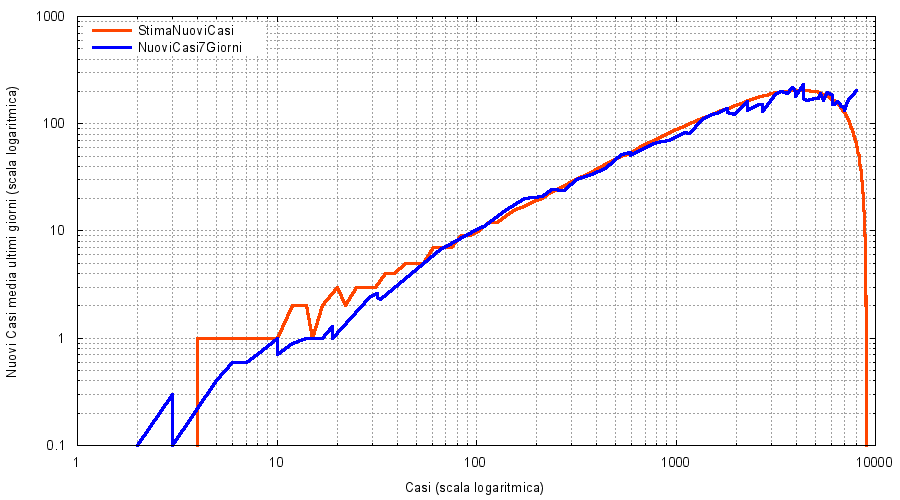 1000
StimaNuoviCasi
NuoviCasi7Giorni
100
10
1
0.1
1
10
100
1000
10000
Nuovi Casi media ultimi giorni (scala logaritmica)
Casi (scala logaritmica)